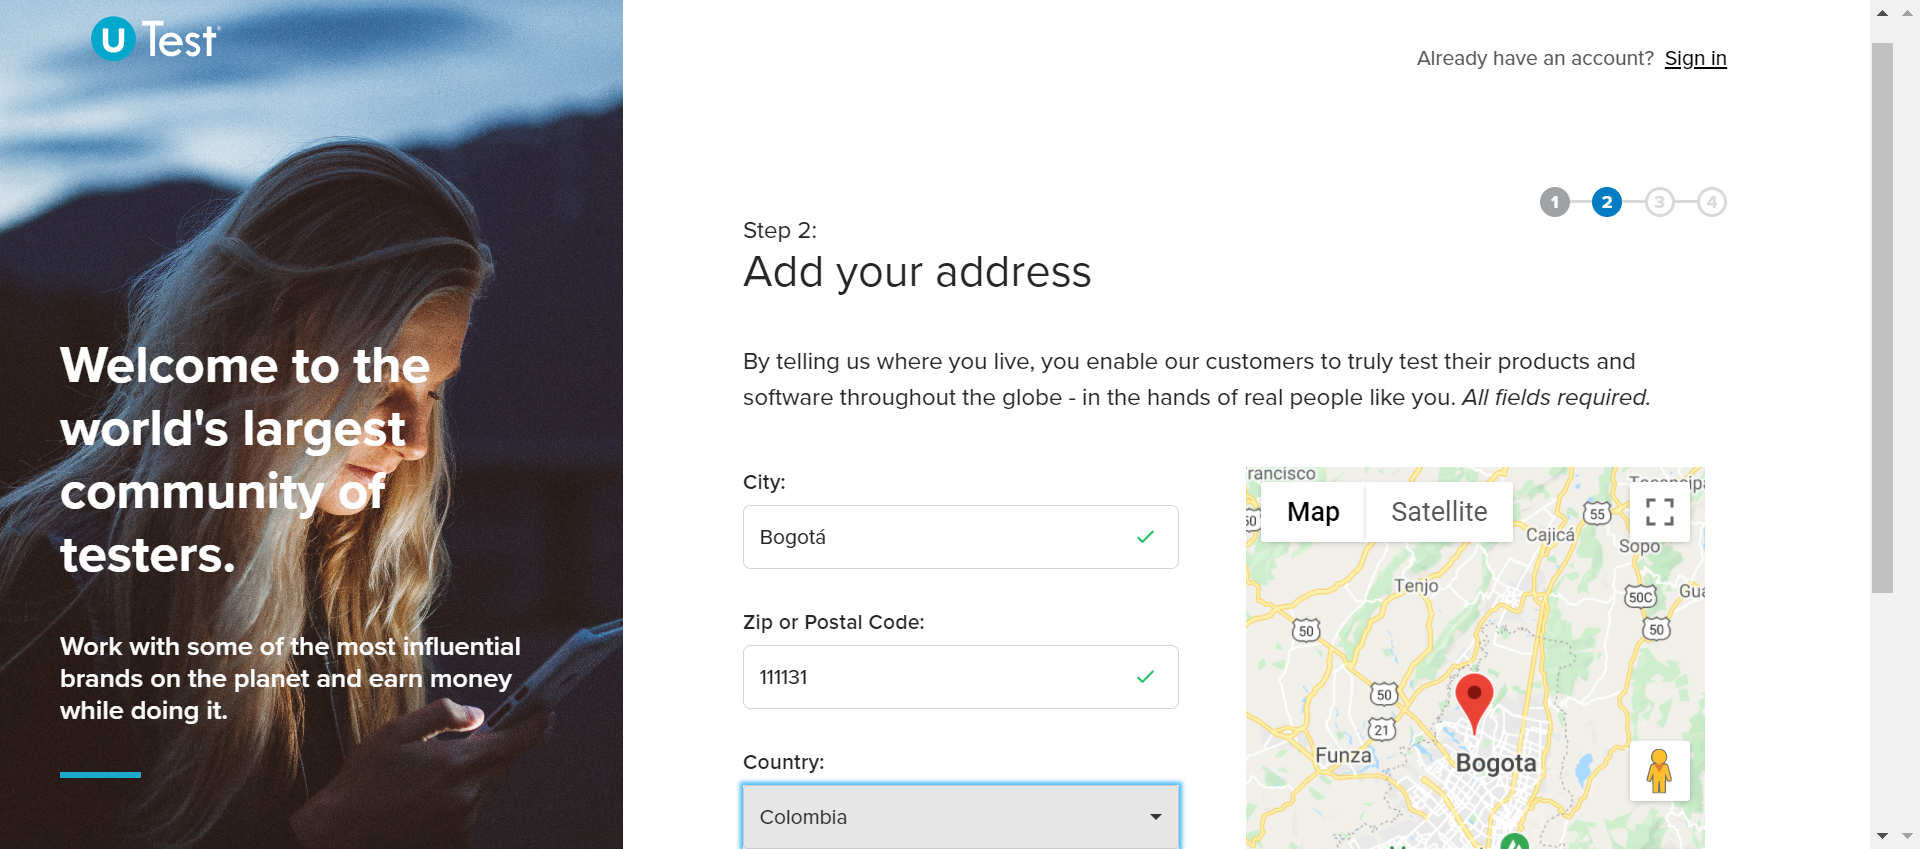 U Test
Already have an account? Sign in
1 2 3 4
Step 2:
Add your address
Welcome to the
world's largest
community of
testers.
Work with some of the most influential
brands on the planet and earn money
while doing it.
By telling us where you live, you enable our customers to truly test their products and
software throughout the globe - in the hands of real people like you. All fields required.
City:
Bogotá
Zip or Postal Code:
111131
Country:
Colombia
rancisco
Map Satellite
50
55
Cajicá
Sopo
Tenjo
50C
Gua
50
50
50
21
Funza
Bogota